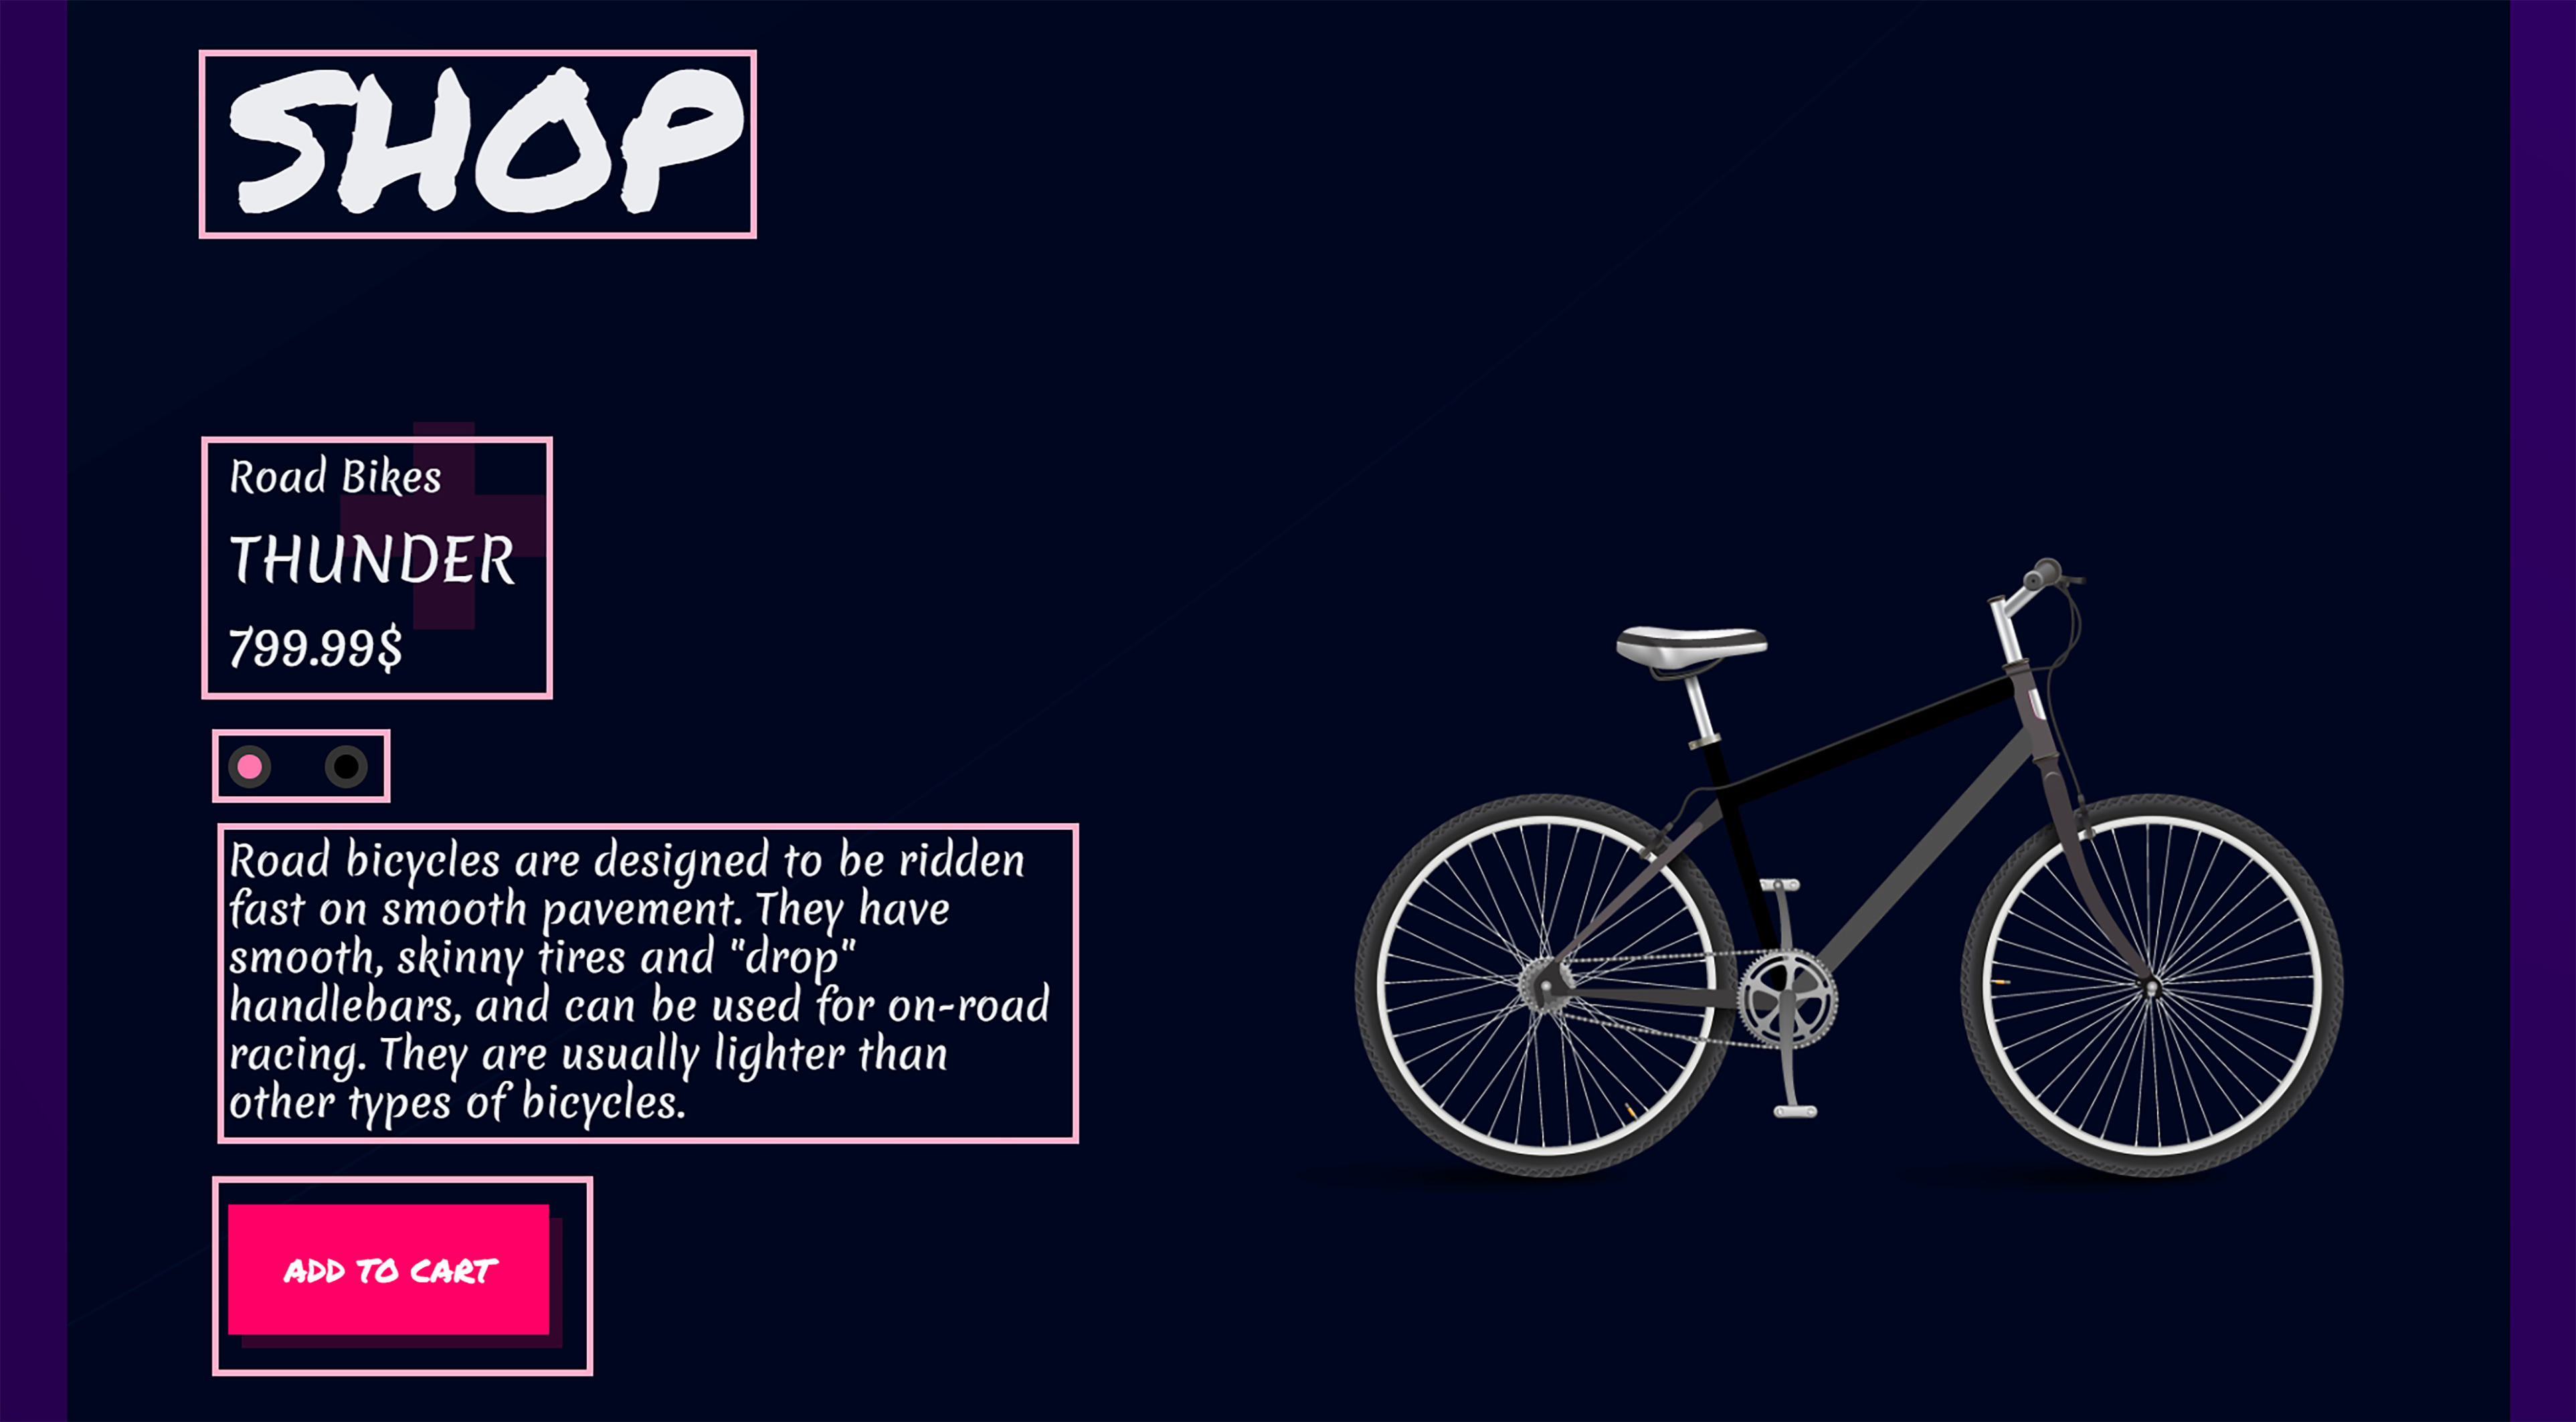 SHOP
Road Bikes
THUNDER
799.99$
Road bicycles are designed to be ridden
fast on smooth pavement. They have
smooth, skinny tires and "drop"
handlebars, and can be used for on-road
racing. They are usually lighter than
other types of bicycles.
ADD TO CART